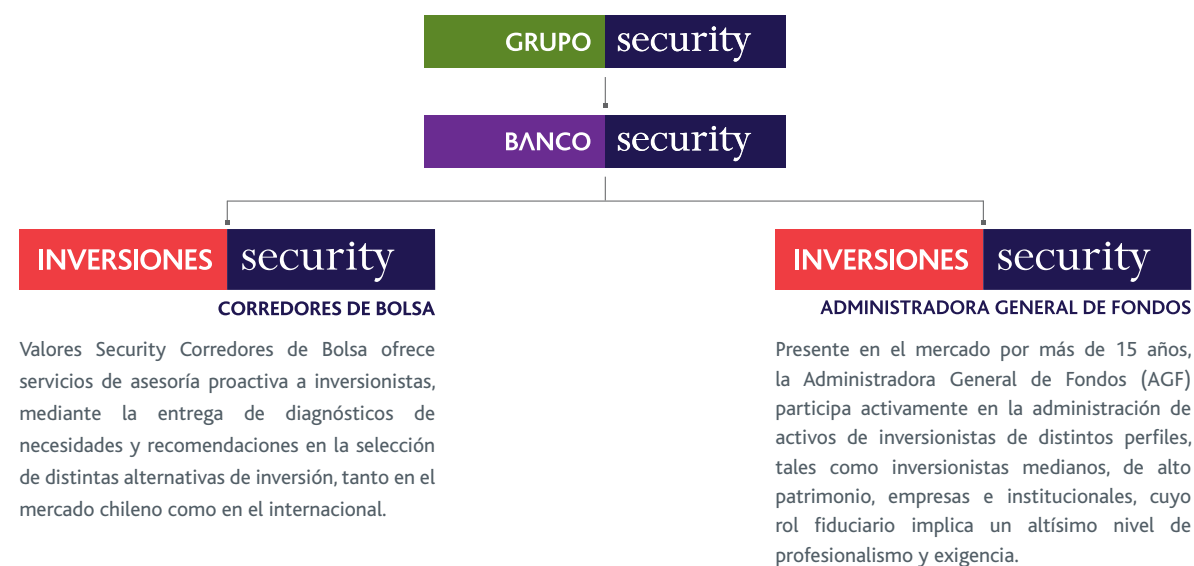 GRUPO security
BANCO security
INVERSIONES security
CORREDORES DE BOLSA
Valores Security Corredores de Bolsa ofrece
servicios de asesoría proactiva a inversionistas,
mediante la entrega de diagnósticos de
necesidades y recomendaciones en la selección
de distintas alternativas de inversión, tanto en el
mercado chileno como en el internacional.
INVERSIONES security
ADMINISTRADORA GENERAL DE FONDOS
Presente en el mercado por más de 15 años,
la Administradora General de Fondos (AGF)
participa activamente en la administración de
activos de inversionistas de distintos perfiles,
tales como inversionistas medianos, de alto
patrimonio, empresas e institucionales, cuyo
rol fiduciario implica un altísimo nivel de
profesionalismo y exigencia.